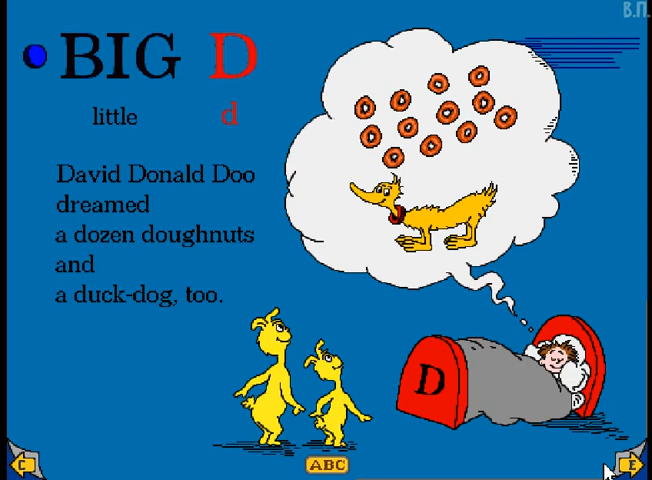 В.П.
BIG D
little d
David Donald Doo
dreamed
a dozen doughnuts
and
a duck-dog, too.
D
C
ABC
E